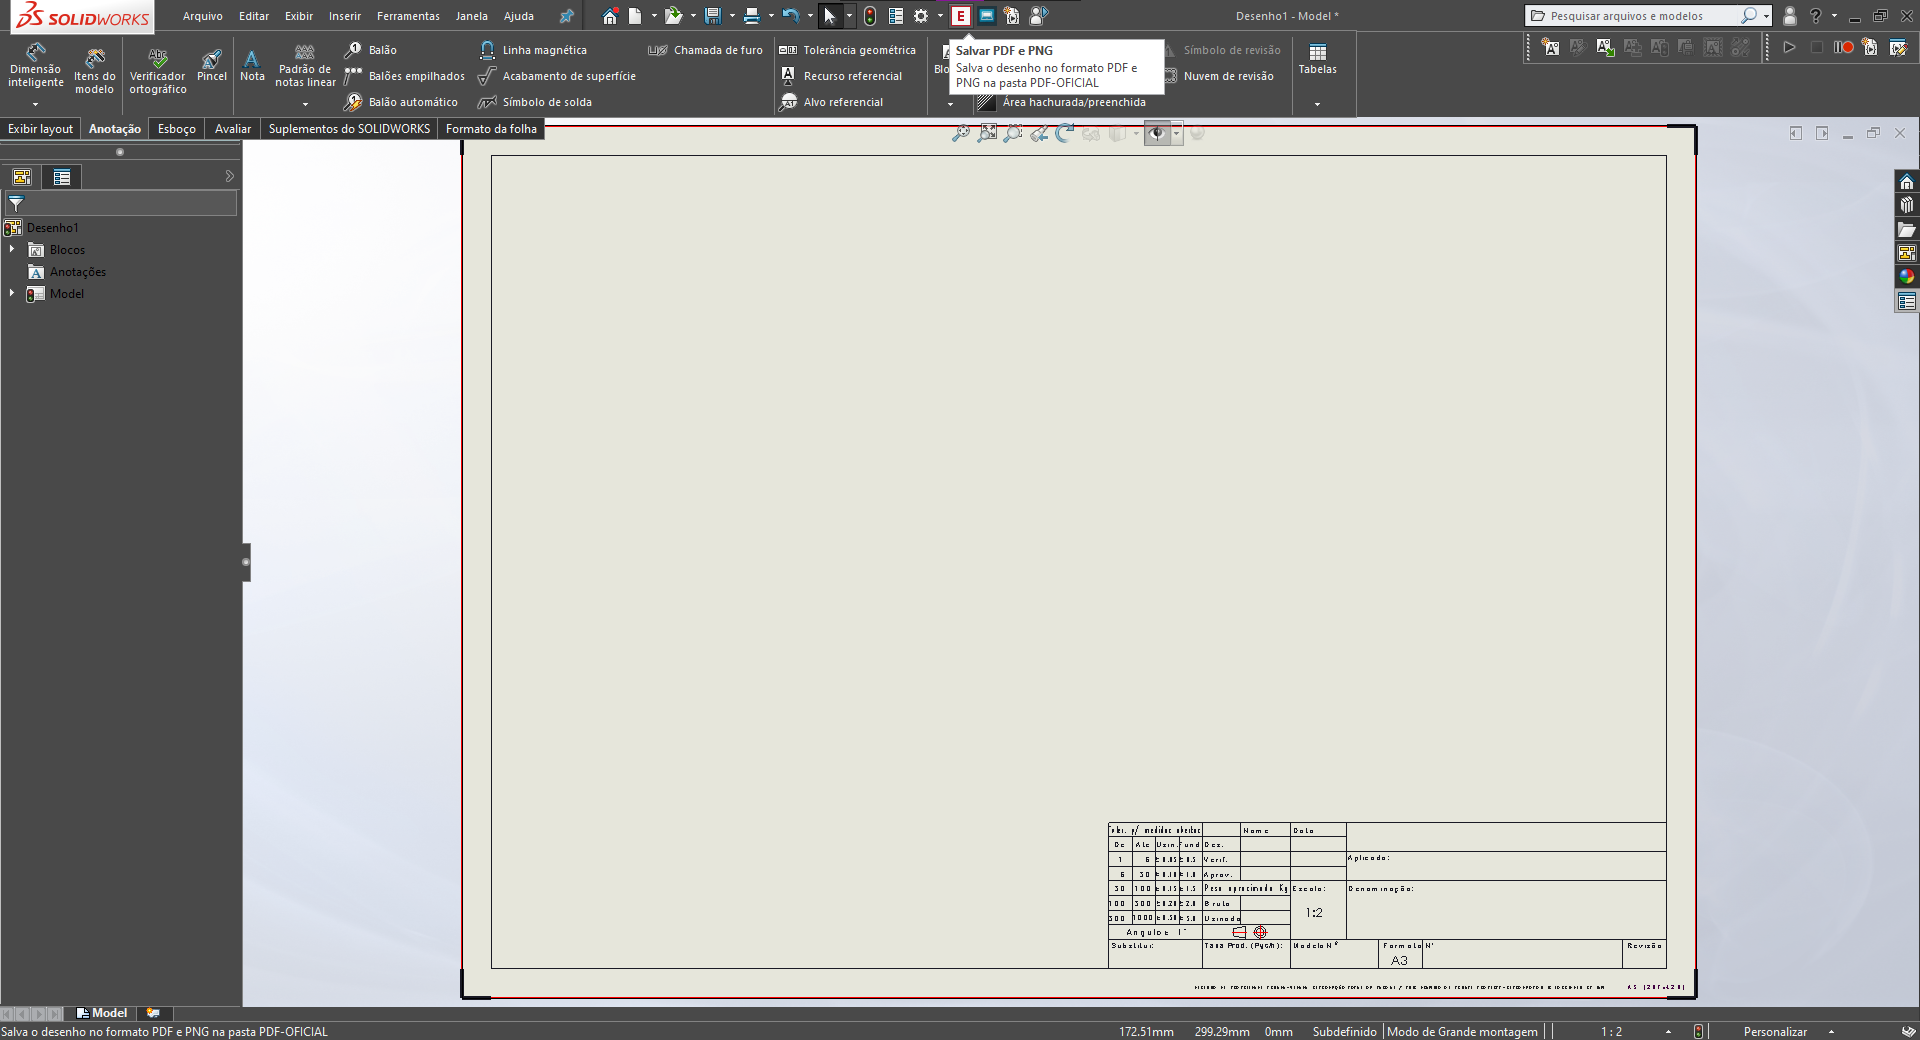 SOLIDWORKS
Arquivo Editar Exibir Inserir Ferramentas Janela Ajuda
E
Desenho1 - Model *
Pesquisar arquivos e modelos
Dimensão inteligente
Itens do modelo
Verificador ortográfico
Pincel
Nota
Padrão de notas linear
Balão
Balões empilhados
Balão automático
Linha magnética
Acabamento de superfície
Símbolo de solda
Chamada de furo
Tolerância geométrica
Recurso referencial
Alvo referencial
Salvar PDF e PNG
Salva o desenho no formato PDF e
PNG na pasta PDF-OFICIAL
Área hachurada/preenchida
Símbolo de revisão
Nuvem de revisão
Tabelas
Exibir layout Anotação Esboço Avaliar Suplementos do SOLIDWORKS Formato da folha
Desenho1
Blocos
Anotações
Model
Toler. p/ medidas abertas Nome Data
De Ate Usin. Fund Des.
1 6 ±0.05 ±0.5 Verif. Aplicado:
6 30 ±0.10 ±1.0 Aprov.
30 100 ±0.15 ±1.5 Peso aproximado Kg Escala: Denominação:
100 300 ±0.20 ±2.0 Bruto 1:2
300 1000 ±0.30 ±3.0 Usinado
Angulos 1°
Substitui: Taxa Prod. (Pçs/h): Modelo Nº Formato N° Revisão
A3
A3 (297x420)
Model
Salva o desenho no formato PDF e PNG na pasta PDF-OFICIAL
172.51mm 299.29mm 0mm Subdefinido Modo de Grande montagem 1 : 2 Personalizar